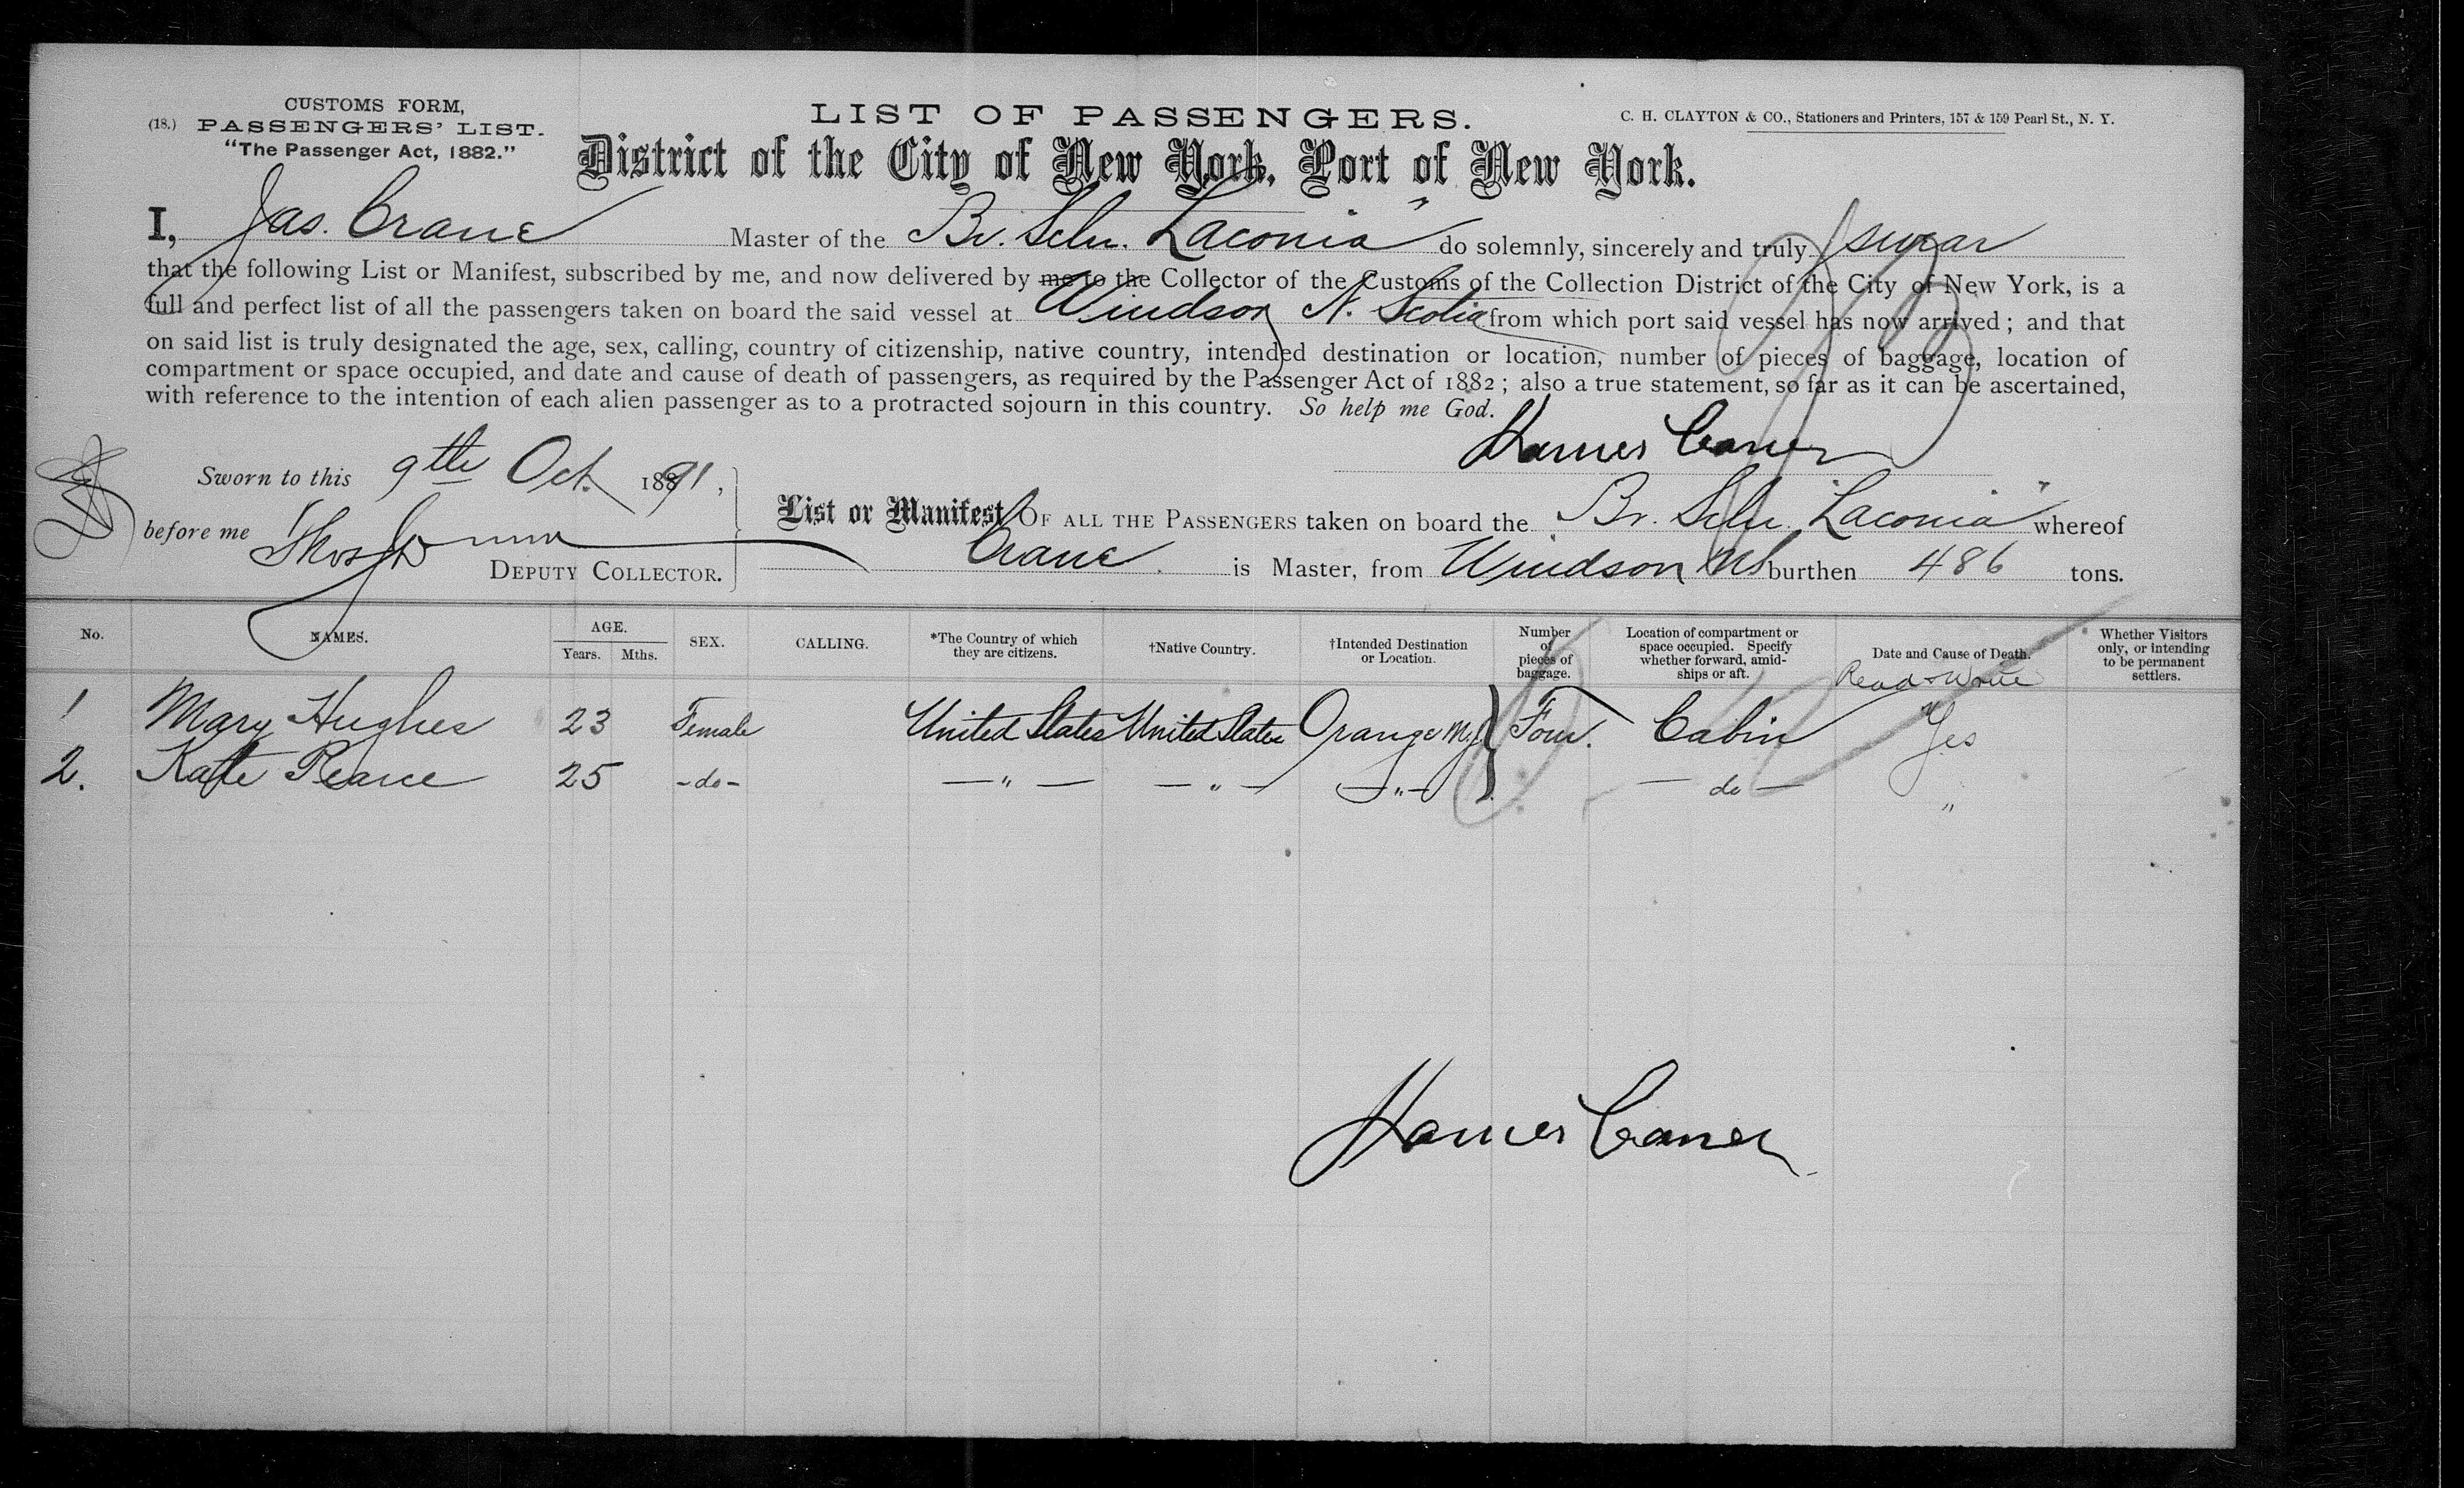 CUSTOMS FORM,
(18.) PASSENGERS' LIST.
"The Passenger Act, 1882."
LIST OF PASSENGERS.
C. H. CLAYTON & CO., Stationers and Printers, 157 & 159 Pearl St., N. Y.
District of the City of New York, Port of New York.
I, Jas. Crane Master of the Br. Schr. "Laconia" do solemnly, sincerely and truly swear
that the following List or Manifest, subscribed by me, and now delivered by me to the Collector of the Customs of the Collection District of the City of New York, is a
full and perfect list of all the passengers taken on board the said vessel at Windsor N. Scotia from which port said vessel has now arrived; and that
on said list is truly designated the age, sex, calling, country of citizenship, native country, intended destination or location, number of pieces of baggage, location of
compartment or space occupied, and date and cause of death of passengers, as required by the Passenger Act of 1882; also a true statement, so far as it can be ascertained,
with reference to the intention of each alien passenger as to a protracted sojourn in this country. So help me God.
James Crane
Sworn to this 9th Oct. 1891,
before me Thos
DEPUTY COLLECTOR.
List or Manifest OF ALL THE PASSENGERS taken on board the Br. Schr. "Laconia" whereof
Crane is Master, from Windsor NS burthen 486 tons.
No. NAMES. AGE. Years. Mths. SEX. CALLING. *The Country of which they are citizens. †Native Country. †Intended Destination or Location. Number of pieces of baggage. Location of compartment or space occupied. Specify whether forward, amidships or aft. Date and Cause of Death. Read & Write Whether Visitors only, or intending to be permanent settlers.
1 Mary Hughes 23 Female United States United States Orange N.J. Four. Cabin Yes
2. Kate Pearce 25 -do- — " — — " — — " — — do — "
James Crane